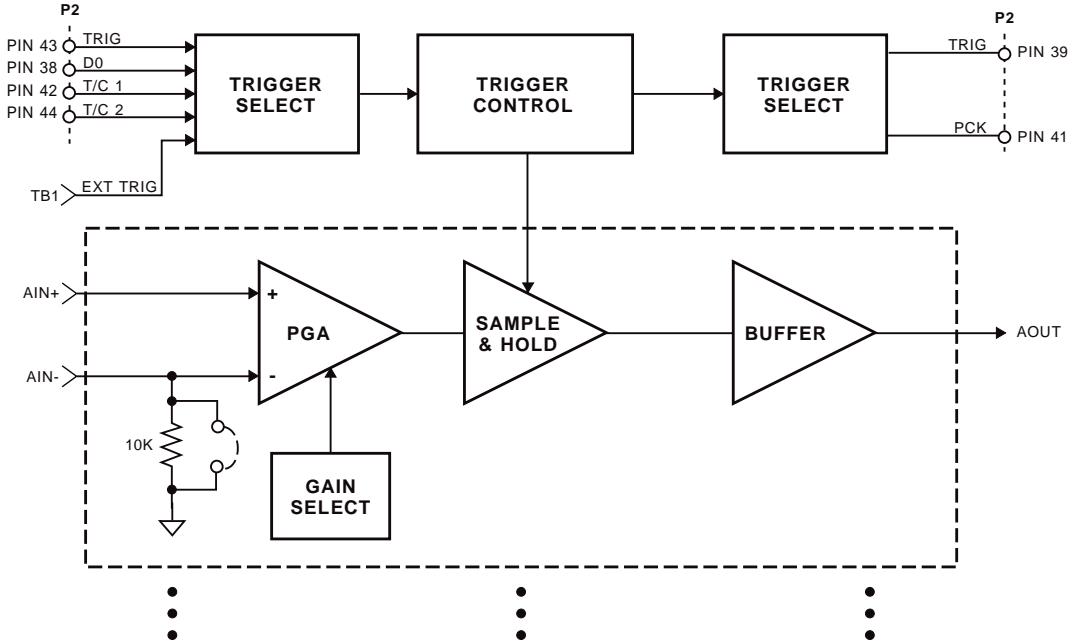 P2
PIN 43 TRIG
PIN 38 D0
PIN 42 T/C 1
PIN 44 T/C 2
TB1 EXT TRIG
TRIGGER
SELECT
TRIGGER
CONTROL
TRIGGER
SELECT
P2
TRIG PIN 39
PCK PIN 41
AIN+
AIN-
+
-
PGA
SAMPLE
& HOLD
BUFFER
AOUT
10K
GAIN
SELECT